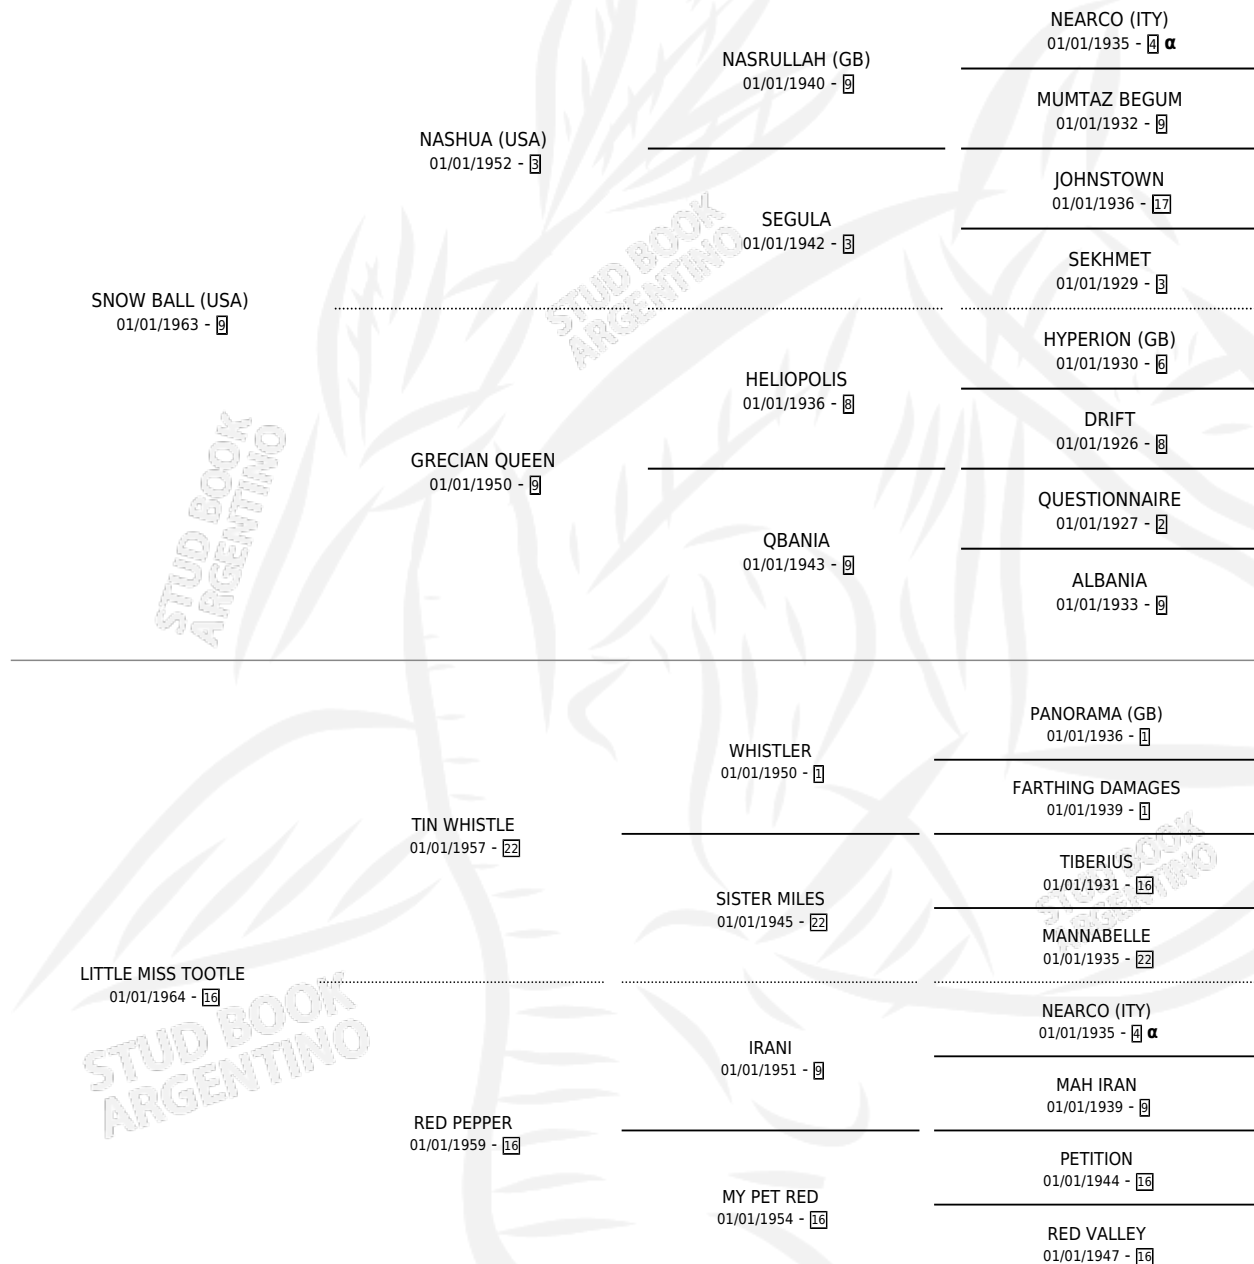 NEARCO (ITY)
01/01/1935 - 4 α
NASRULLAH (GB)
01/01/1940 - 9
MUMTAZ BEGUM
01/01/1932 - 9
NASHUA (USA)
01/01/1952 - 3
JOHNSTOWN
01/01/1936 - 17
SEGULA
01/01/1942 - 3
SEKHMET
01/01/1929 - 3
SNOW BALL (USA)
01/01/1963 - 9
HYPERION (GB)
01/01/1930 - 6
HELIOPOLIS
01/01/1936 - 8
DRIFT
01/01/1926 - 8
GRECIAN QUEEN
01/01/1950 - 9
QUESTIONNAIRE
01/01/1927 - 2
QBANIA
01/01/1943 - 9
ALBANIA
01/01/1933 - 9
PANORAMA (GB)
01/01/1936 - 1
WHISTLER
01/01/1950 - 1
FARTHING DAMAGES
01/01/1939 - 1
TIN WHISTLE
01/01/1957 - 22
TIBERIUS
01/01/1931 - 16
SISTER MILES
01/01/1945 - 22
MANNABELLE
01/01/1935 - 22
LITTLE MISS TOOTLE
01/01/1964 - 16
NEARCO (ITY)
01/01/1935 - 4 α
IRANI
01/01/1951 - 9
MAH IRAN
01/01/1939 - 9
RED PEPPER
01/01/1959 - 16
PETITION
01/01/1944 - 16
MY PET RED
01/01/1954 - 16
RED VALLEY
01/01/1947 - 16
STUD BOOK
ARGENTINO
STUD BOOK
ARGENTINO
STUD BOOK
ARGENTINO
STUD BOOK
ARGENTINO